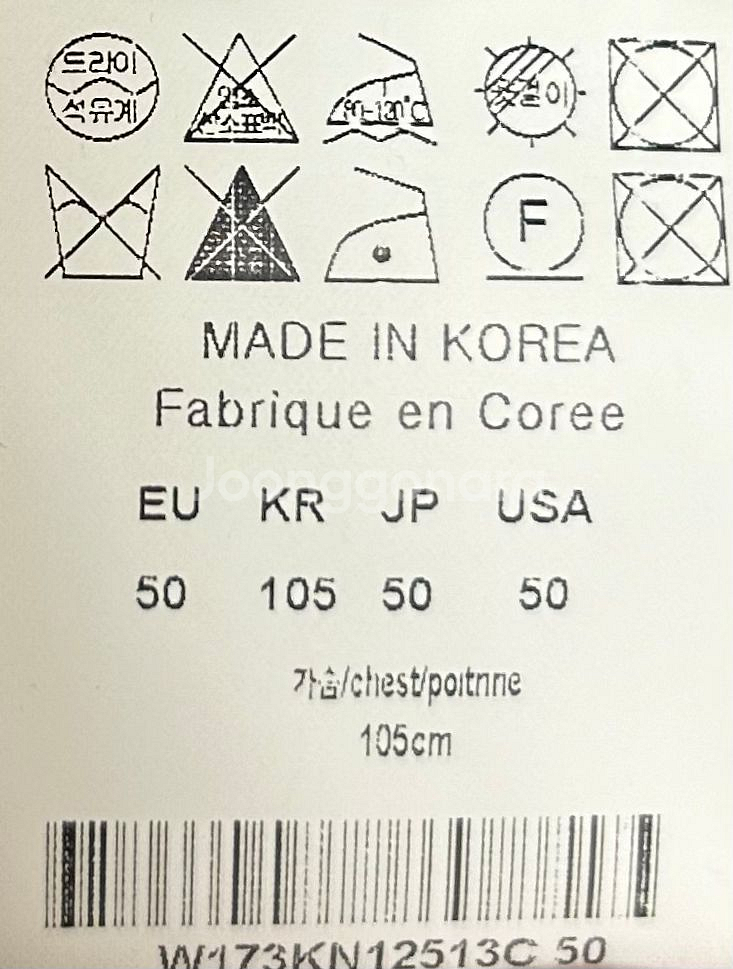 드라이
석유계
염소
산소표백
80-120℃
옷걸이
F
MADE IN KOREA
Fabrique en Coree
Joonggonara
EU KR JP USA
50 105 50 50
가슴/chest/poitrine
105cm
W173KN12513C 50